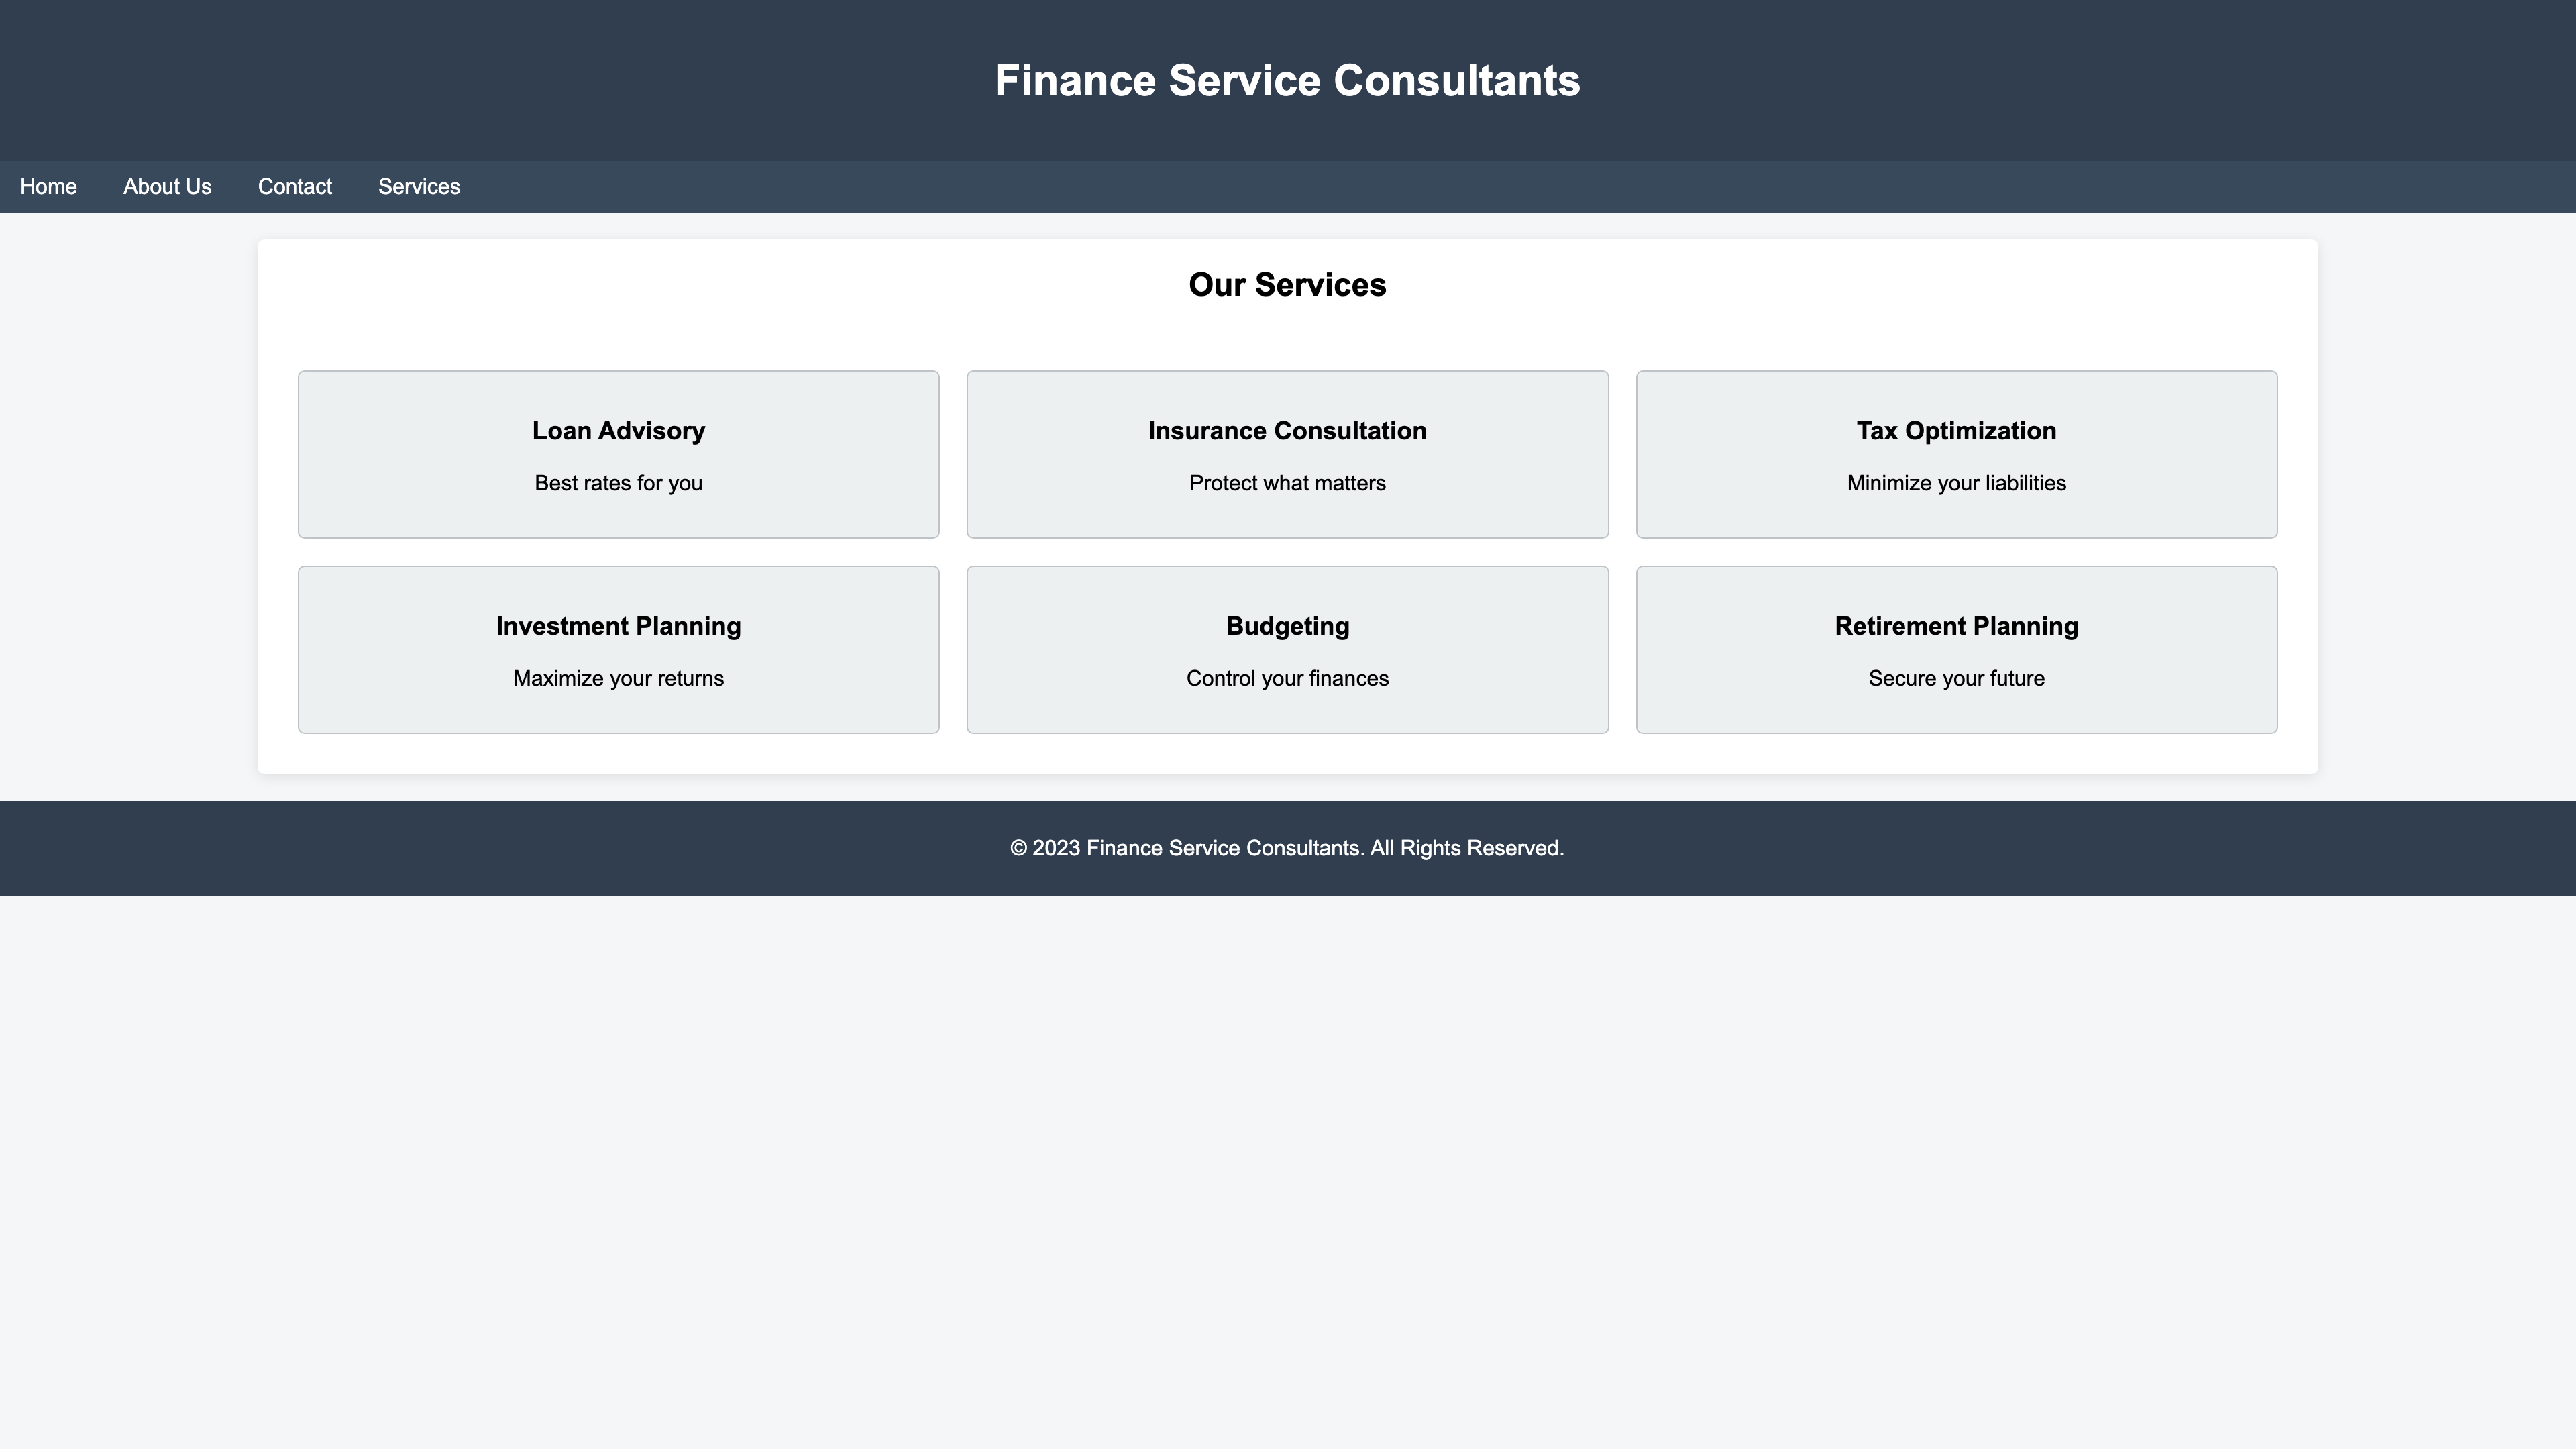 Finance Service Consultants
Home About Us Contact Services
Our Services
Loan Advisory
Best rates for you
Insurance Consultation
Protect what matters
Tax Optimization
Minimize your liabilities
Investment Planning
Maximize your returns
Budgeting
Control your finances
Retirement Planning
Secure your future
© 2023 Finance Service Consultants. All Rights Reserved.